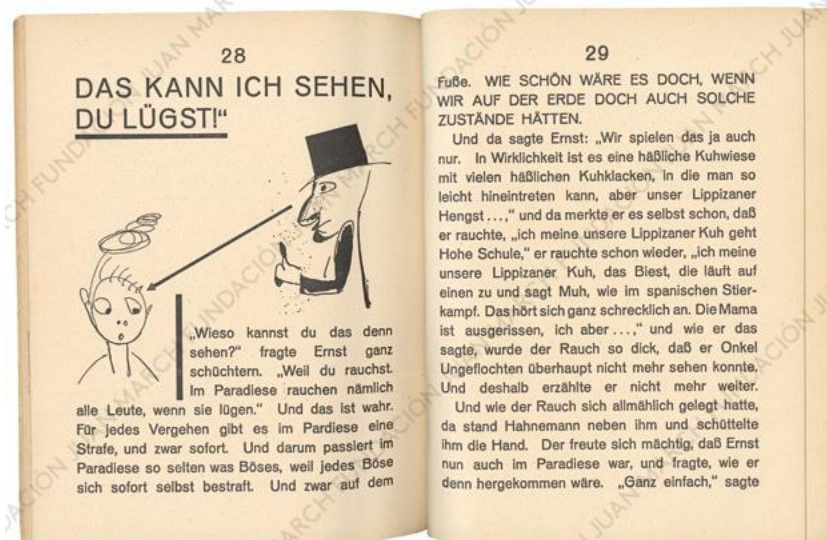 28
DAS KANN ICH SEHEN,
DU LÜGST!“
„Wieso kannst du das denn
sehen?“ fragte Ernst ganz
schüchtern. „Weil du rauchst.
Im Paradiese rauchen nämlich
alle Leute, wenn sie lügen.“ Und das ist wahr.
Für jedes Vergehen gibt es im Pardiese eine
Strafe, und zwar sofort. Und darum passiert im
Paradiese so selten was Böses, weil jedes Böse
sich sofort selbst bestraft. Und zwar auf dem
29
Fuße. WIE SCHÖN WÄRE ES DOCH, WENN
WIR AUF DER ERDE DOCH AUCH SOLCHE
ZUSTÄNDE HÄTTEN.
Und da sagte Ernst: „Wir spielen das ja auch
nur. In Wirklichkeit ist es eine häßliche Kuhwiese
mit vielen häßlichen Kuhklacken, in die man so
leicht hineintreten kann, aber unser Lippizaner
Hengst ...,“ und da merkte er es selbst schon, daß
er rauchte, „ich meine unsere Lippizaner Kuh geht
Hohe Schule,“ er rauchte schon wieder, „ich meine
unsere Lippizaner Kuh, das Biest, die läuft auf
einen zu und sagt Muh, wie im spanischen Stier-
kampf. Das hört sich ganz schrecklich an. Die Mama
ist ausgerissen, ich aber ...,“ und wie er das
sagte, wurde der Rauch so dick, daß er Onkel
Ungeflochten überhaupt nicht mehr sehen konnte.
Und deshalb erzählte er nicht mehr weiter.
Und wie der Rauch sich allmählich gelegt hatte,
da stand Hahnemann neben ihm und schüttelte
ihm die Hand. Der freute sich mächtig, daß Ernst
nun auch im Paradiese war, und fragte, wie er
denn hergekommen wäre. „Ganz einfach,“ sagte
FUNDACIÓN JUAN MARCH